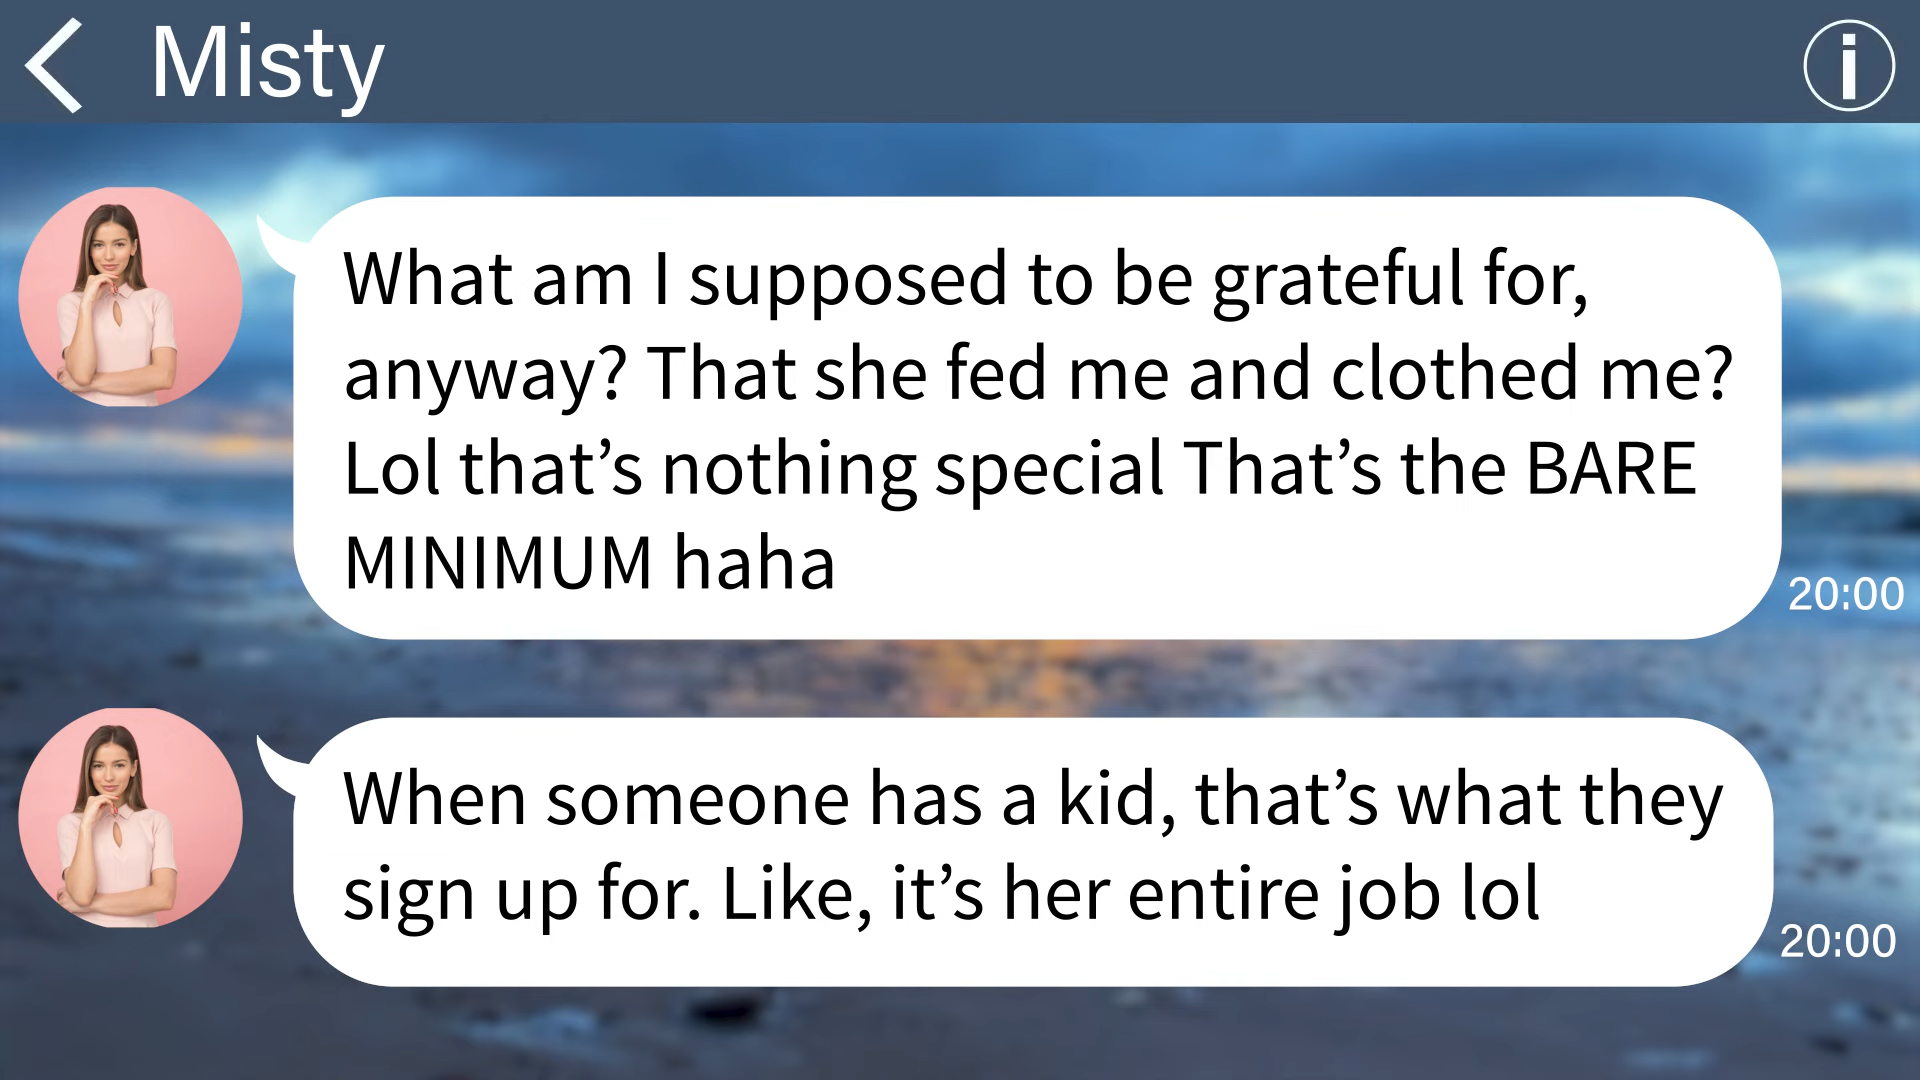 Misty
What am I supposed to be grateful for,
anyway? That she fed me and clothed me?
Lol that’s nothing special That’s the BARE
MINIMUM haha
20:00
When someone has a kid, that’s what they
sign up for. Like, it’s her entire job lol
20:00